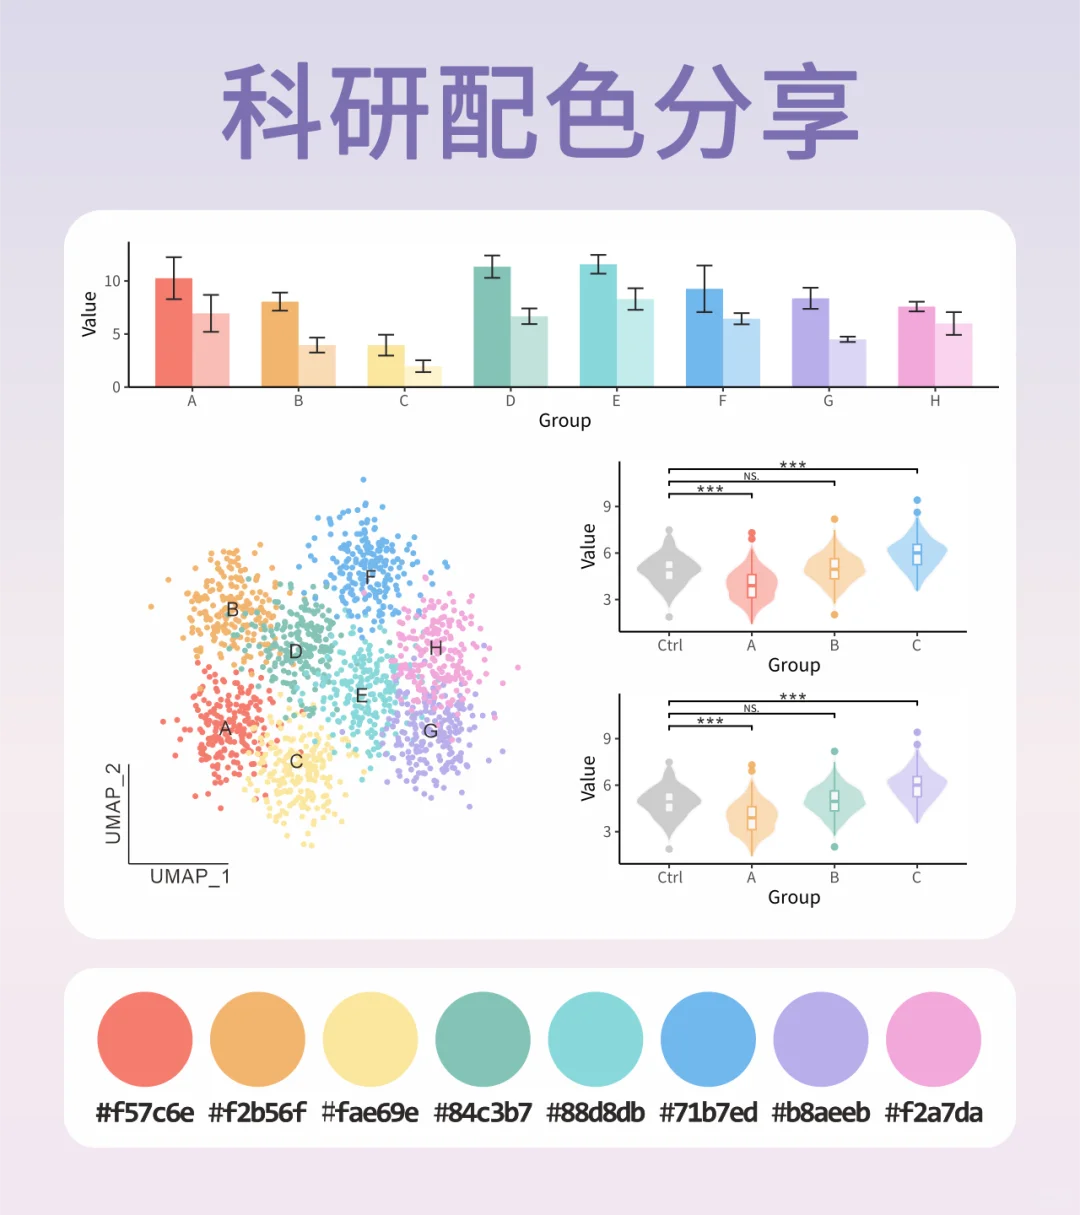 科研配色分享
Value
10
5
0
A B C D E F G H
Group
F
B
D
H
E
A
G
C
UMAP_2
UMAP_1
***
NS.
***
Value
9
6
3
Ctrl A B C
Group
***
NS.
***
Value
9
6
3
Ctrl A B C
Group
#f57c6e #f2b56f #fae69e #84c3b7 #88d8db #71b7ed #b8aeeb #f2a7da